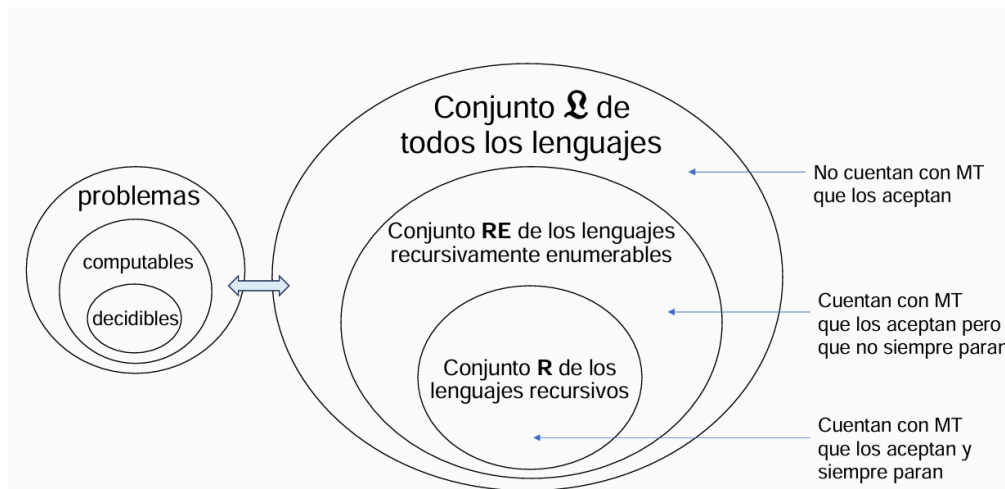 problemas
computables
decidibles
Conjunto 𝕷 de
todos los lenguajes
Conjunto RE de los lenguajes
recursivamente enumerables
Conjunto R de los
lenguajes recursivos
No cuentan con MT
que los aceptan
Cuentan con MT
que los aceptan pero
que no siempre paran
Cuentan con MT
que los aceptan y
siempre paran